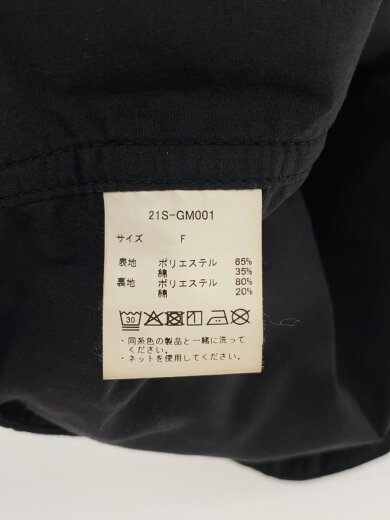 21S-GM001
サイズ F
表地 ポリエステル 65%
綿 35%
裏地 ポリエステル 80%
綿 20%
30
・同系色の製品と一緒に洗って
ください。
・ネットを使用してください。